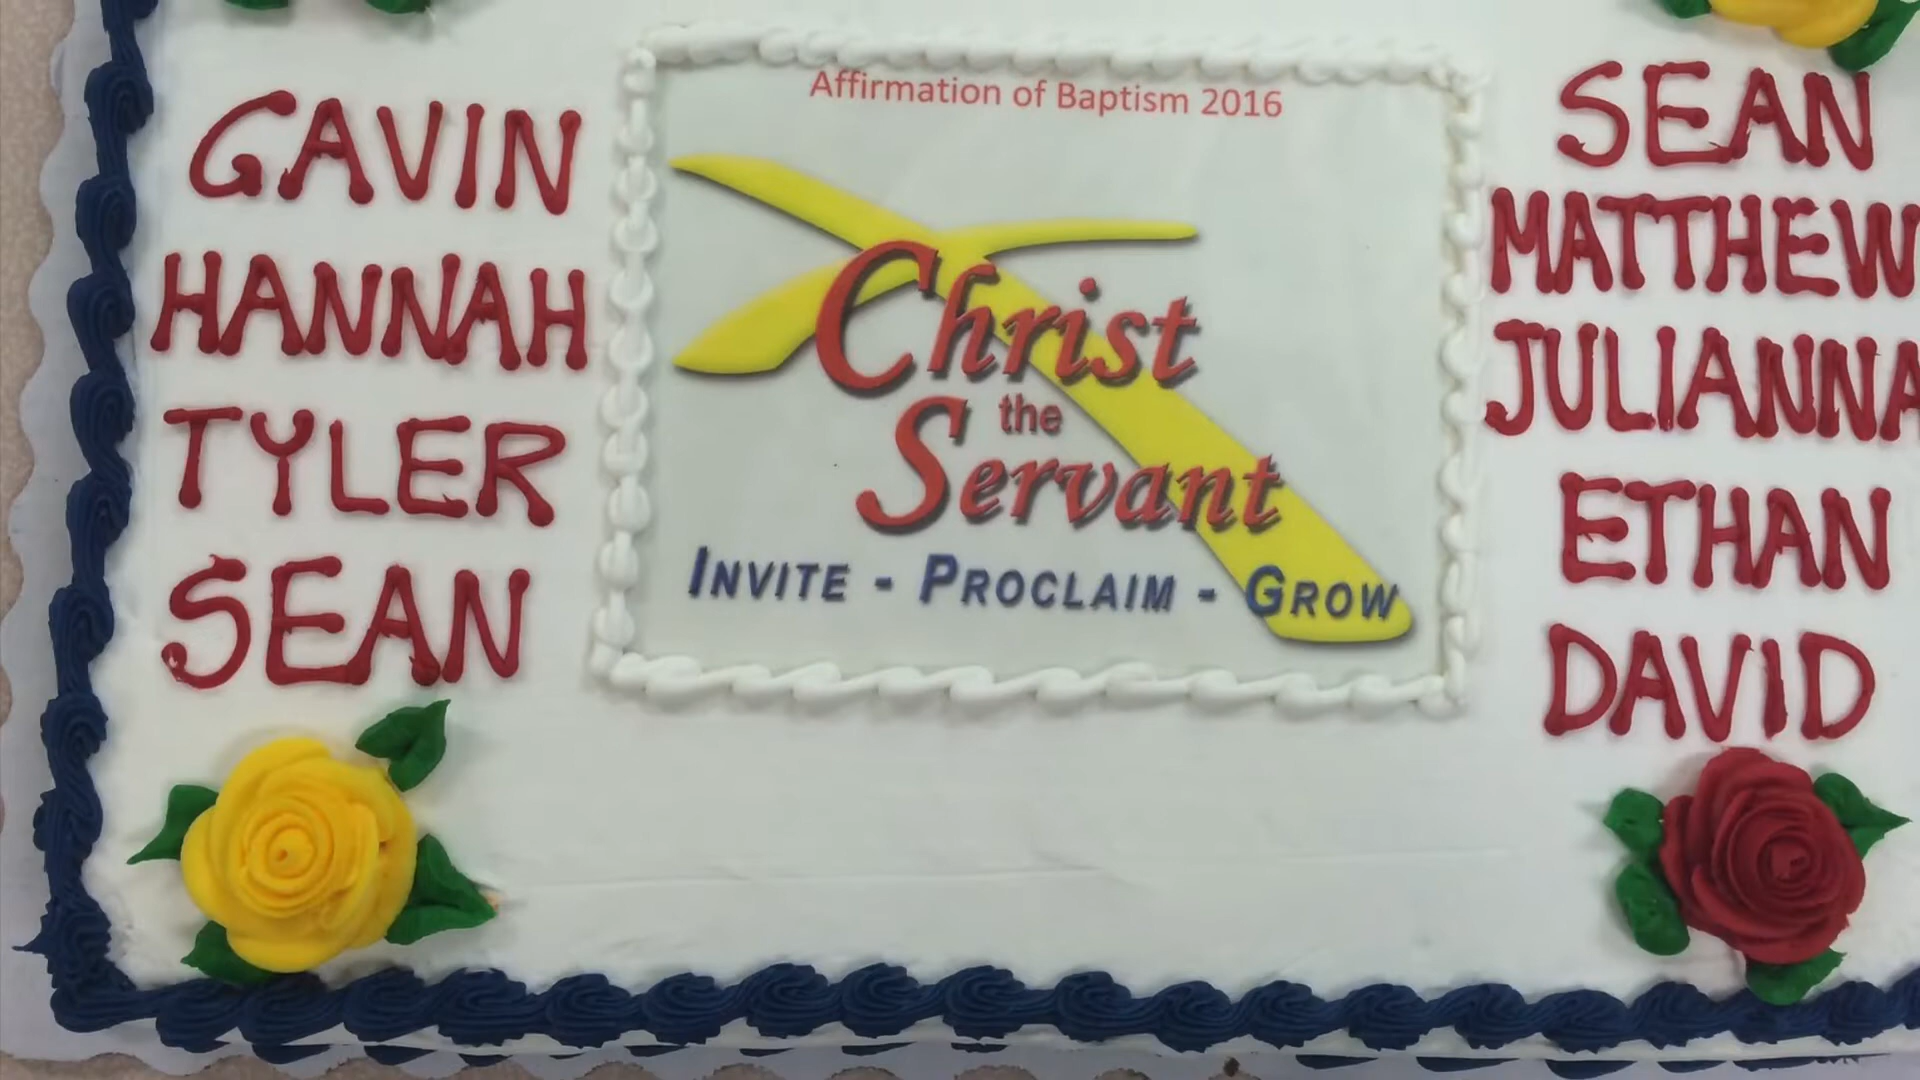 GAVIN
HANNAH
TYLER
SEAN
Affirmation of Baptism 2016
Christ
the
Servant
INVITE - PROCLAIM - GROW
SEAN
MATTHEW
JULIANNA
ETHAN
DAVID